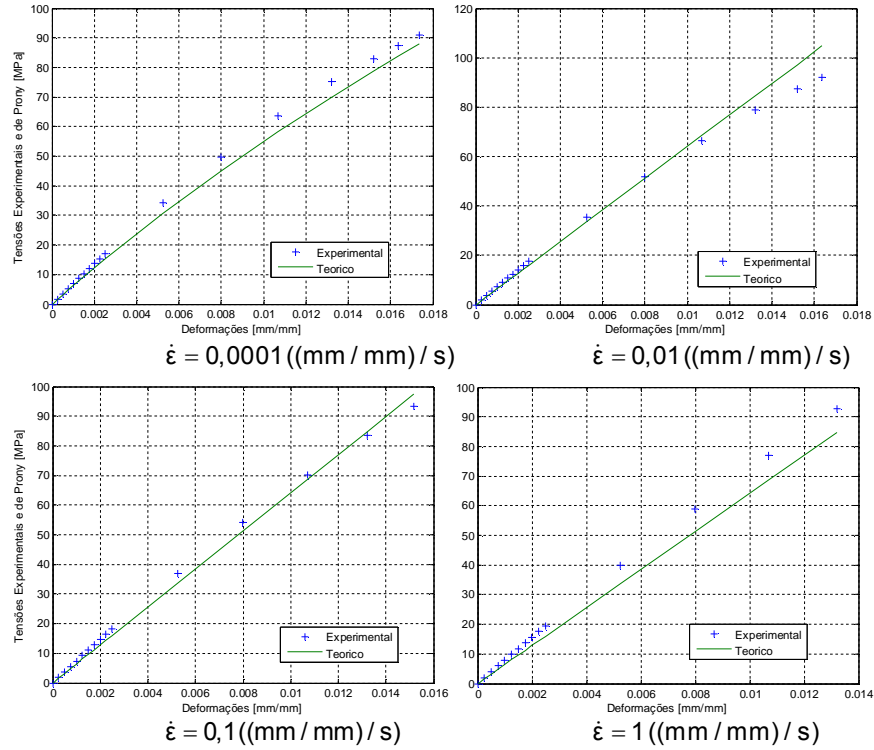 Tensões Experimentais e de Prony [MPa]
100
90
80
70
60
50
40
30
20
10
0
0 0.002 0.004 0.006 0.008 0.01 0.012 0.014 0.016 0.018
Deformações [mm/mm]
Experimental
Teorico
ε̇ = 0,0001 ((mm / mm) / s)
120
100
80
60
40
20
0
0 0.002 0.004 0.006 0.008 0.01 0.012 0.014 0.016 0.018
Deformações [mm/mm]
Experimental
Teorico
ε̇ = 0,01 ((mm / mm) / s)
Tensões Experimentais e de Prony [MPa]
100
90
80
70
60
50
40
30
20
10
0
0 0.002 0.004 0.006 0.008 0.01 0.012 0.014 0.016
Deformações [mm/mm]
Experimental
Teorico
ε̇ = 0,1 ((mm / mm) / s)
100
90
80
70
60
50
40
30
20
10
0
0 0.002 0.004 0.006 0.008 0.01 0.012 0.014
Deformações [mm/mm]
Experimental
Teorico
ε̇ = 1 ((mm / mm) / s)